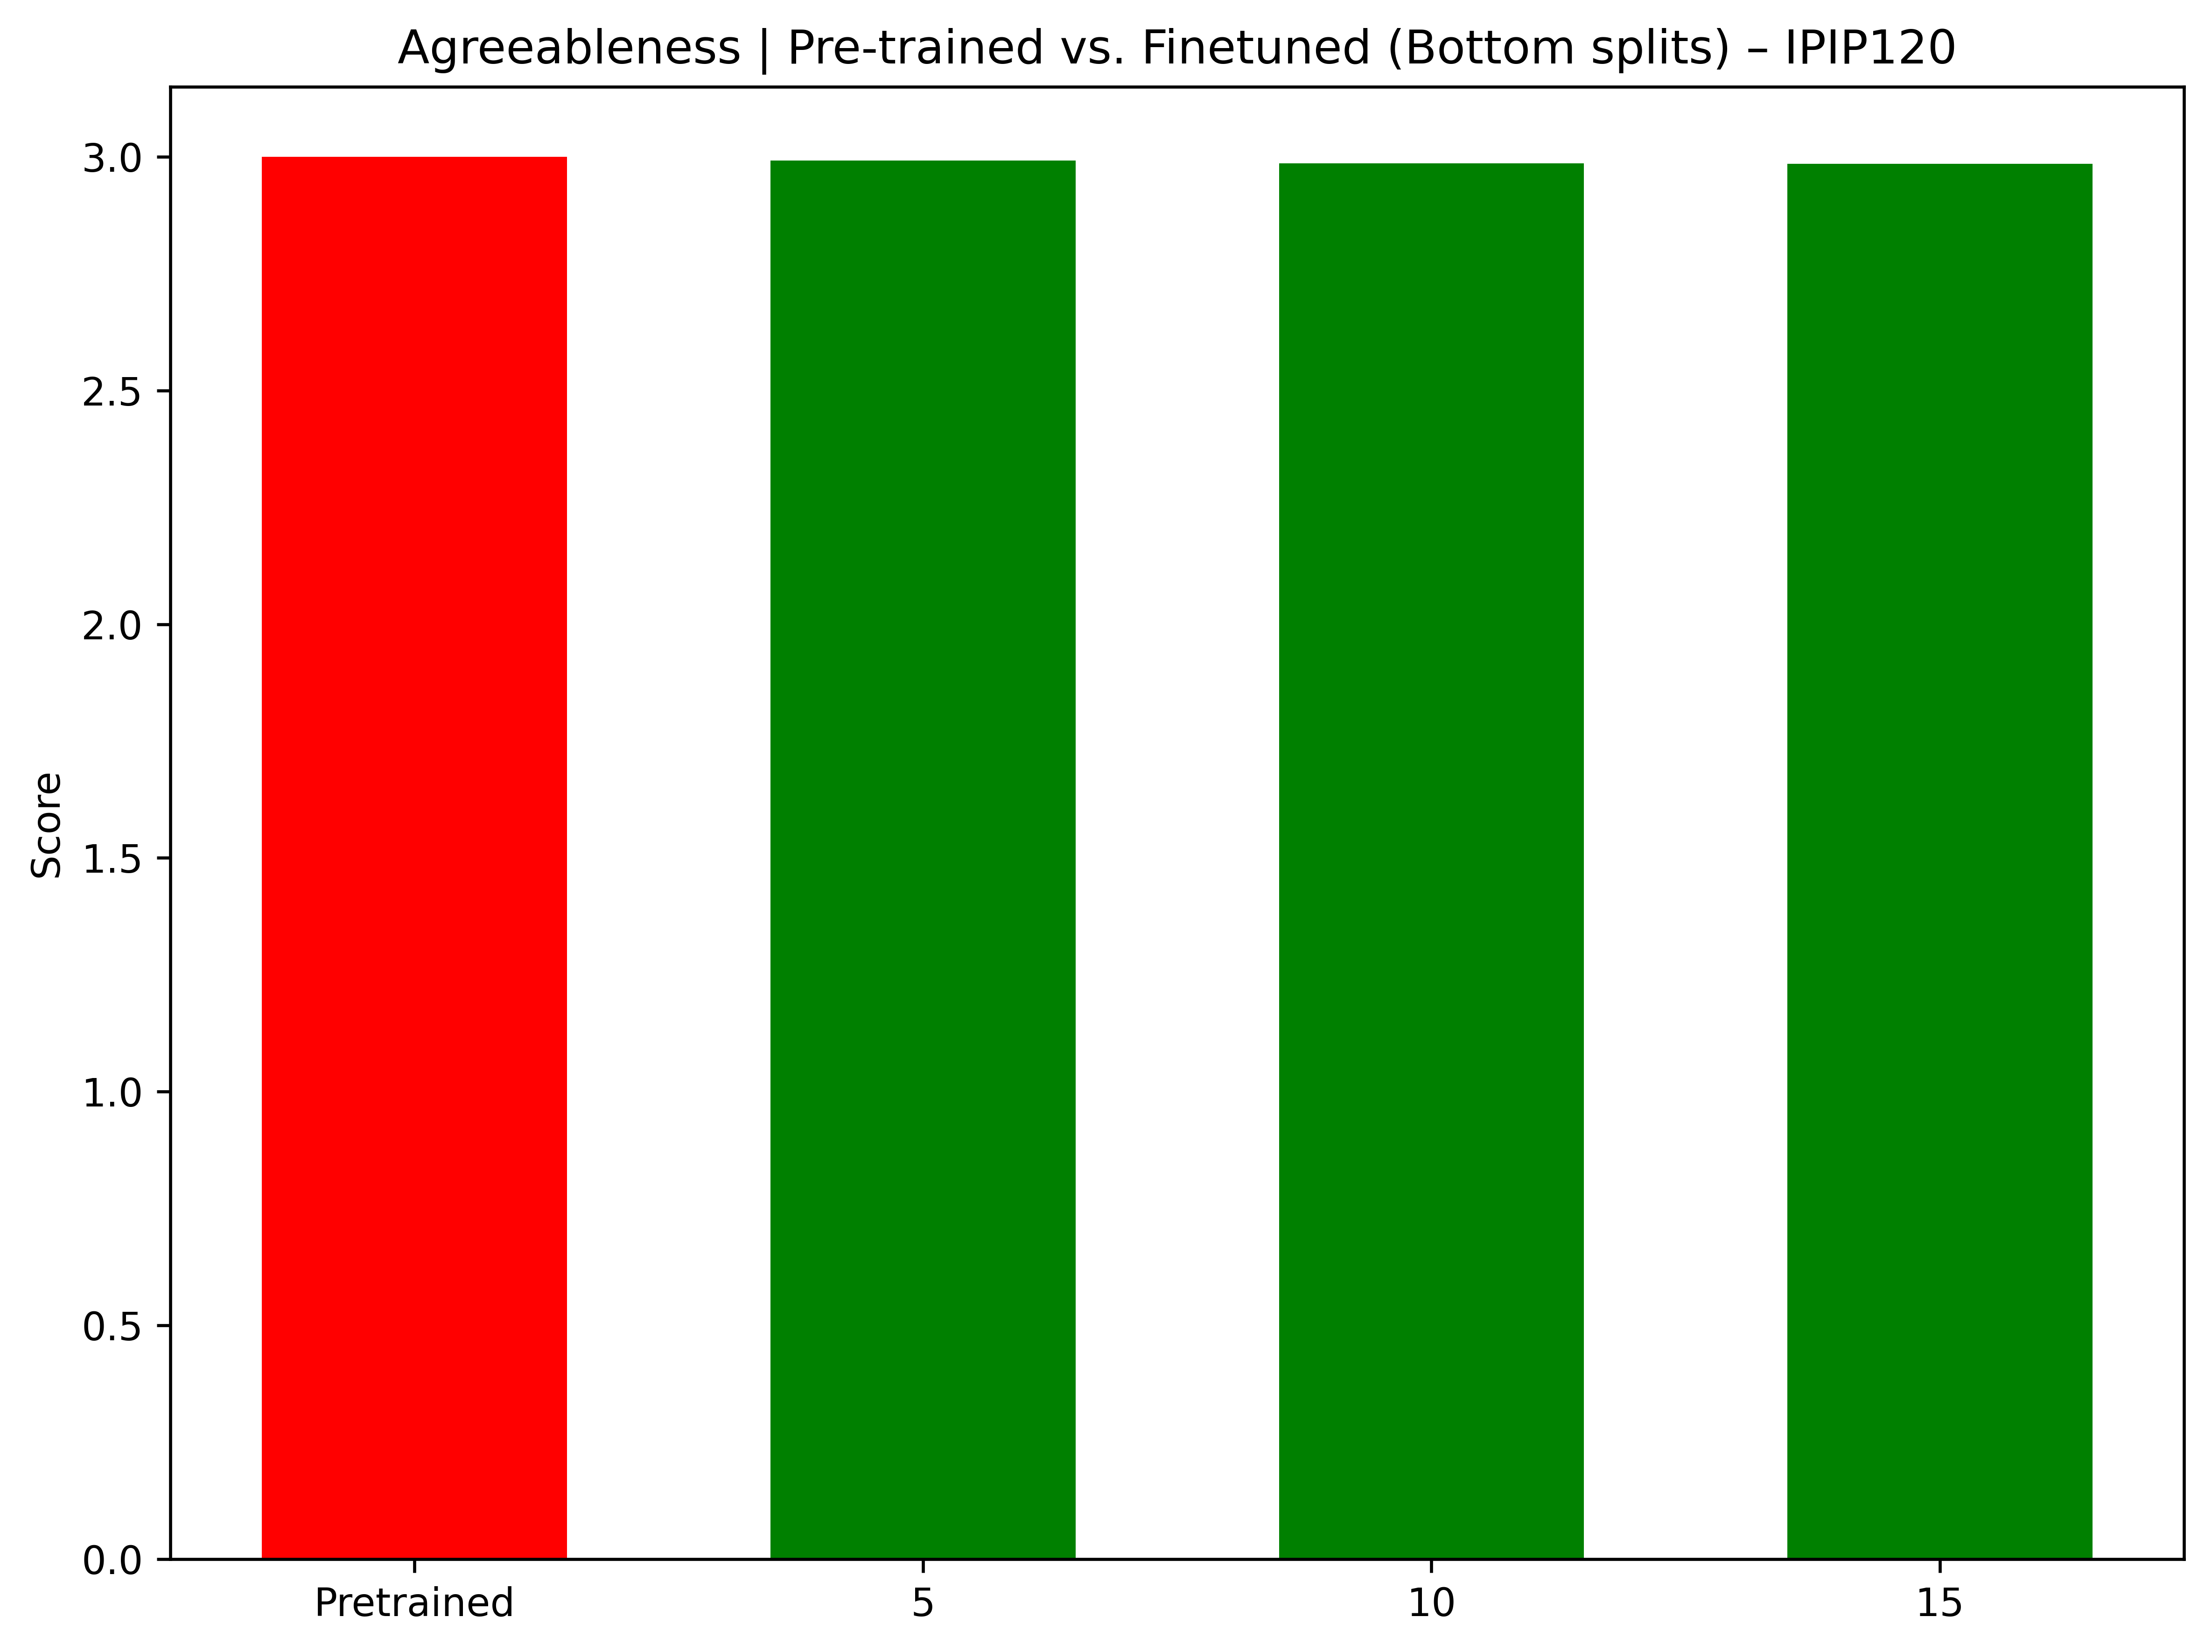 Agreeableness | Pre-trained vs. Finetuned (Bottom splits) – IPIP120
Score
3.0
2.5
2.0
1.5
1.0
0.5
0.0
Pretrained 5 10 15